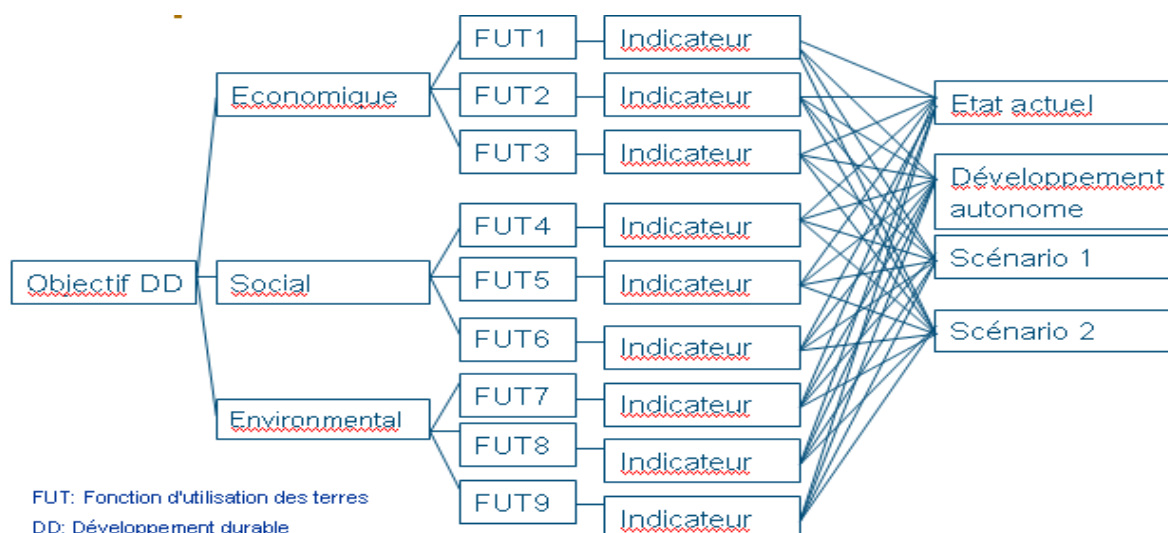 Objectif DD
Economique
Social
Environmental
FUT1
FUT2
FUT3
FUT4
FUT5
FUT6
FUT7
FUT8
FUT9
Indicateur
Indicateur
Indicateur
Indicateur
Indicateur
Indicateur
Indicateur
Indicateur
Indicateur
Etat actuel
Développement
autonome
Scénario 1
Scénario 2
FUT: Fonction d'utilisation des terres
DD: Développement durable